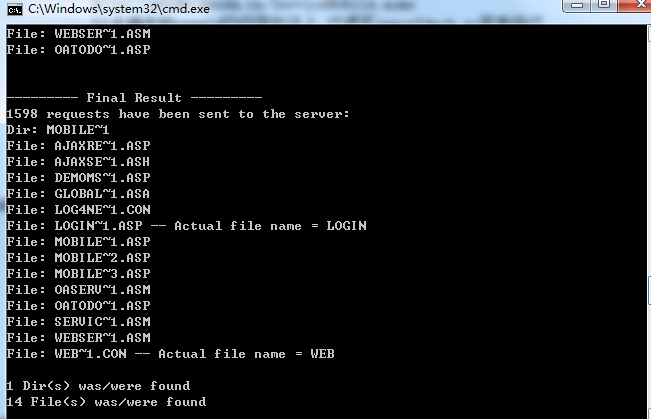 C:\Windows\system32\cmd.exe
File: WEBSER~1.ASM
File: OATODO~1.ASP
--------- Final Result ---------
1598 requests have been sent to the server:
Dir: MOBILE~1
File: AJAXRE~1.ASP
File: AJAXSE~1.ASH
File: DEMOMS~1.ASP
File: GLOBAL~1.ASA
File: LOG4NE~1.CON
File: LOGIN~1.ASP -- Actual file name = LOGIN
File: MOBILE~1.ASP
File: MOBILE~2.ASP
File: MOBILE~3.ASP
File: OASERV~1.ASM
File: OATODO~1.ASP
File: SERVIC~1.ASM
File: WEBSER~1.ASM
File: WEB~1.CON -- Actual file name = WEB
1 Dir(s) was/were found
14 File(s) was/were found